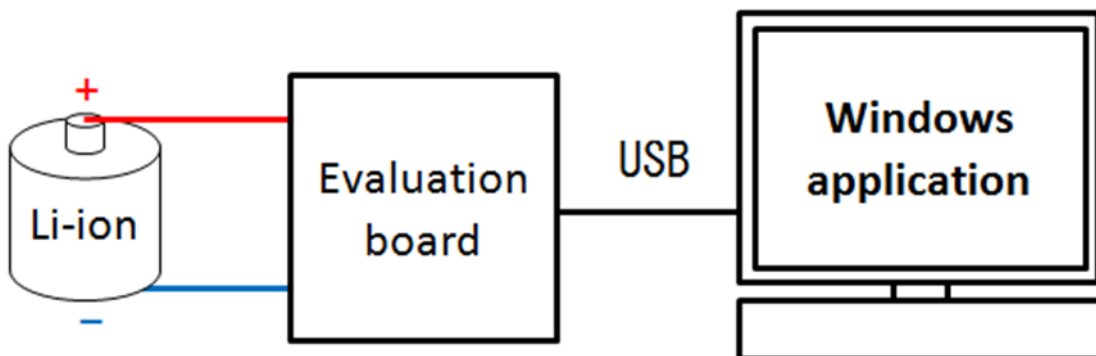 +
Li-ion
−
Evaluation
board
USB
Windows
application